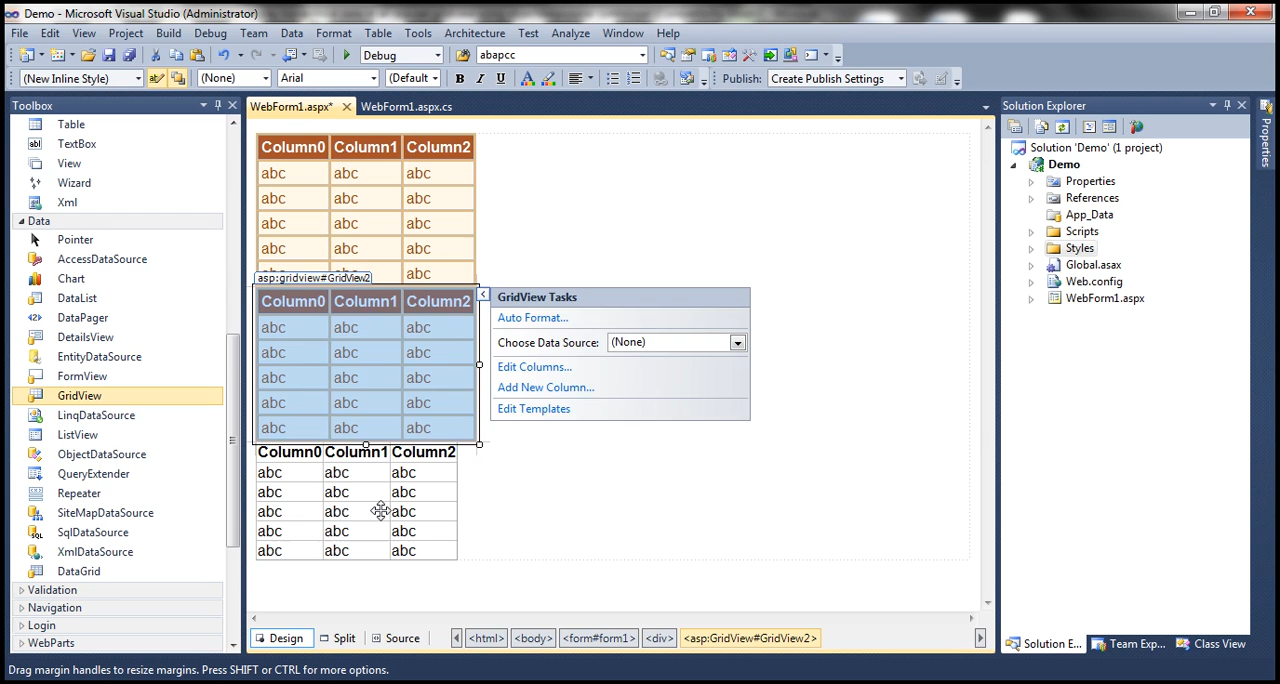 Demo - Microsoft Visual Studio (Administrator)
File Edit View Project Build Debug Team Data Format Table Tools Architecture Test Analyze Window Help
Debug abapcc
(New Inline Style) (None) Arial (Default B I U A Publish: Create Publish Settings
Toolbox
Table
abl TextBox
View
Wizard
Xml
Data
Pointer
AccessDataSource
Chart
DataList
DataPager
DetailsView
EntityDataSource
FormView
GridView
LinqDataSource
ListView
ObjectDataSource
QueryExtender
Repeater
SiteMapDataSource
SqlDataSource
XmlDataSource
DataGrid
Validation
Navigation
Login
WebParts
WebForm1.aspx* WebForm1.aspx.cs
Column0 Column1 Column2
abc abc abc
abc abc abc
abc abc abc
abc abc abc
abc abc abc
asp:gridview#GridView2
Column0 Column1 Column2
abc abc abc
abc abc abc
abc abc abc
abc abc abc
abc abc abc
GridView Tasks
Auto Format...
Choose Data Source: (None)
Edit Columns...
Add New Column...
Edit Templates
Column0 Column1 Column2
abc abc abc
abc abc abc
abc abc abc
abc abc abc
abc abc abc
Design Split Source <html> <body> <form#form1> <div> <asp:GridView#GridView2>
Solution Explorer
Solution 'Demo' (1 project)
Demo
Properties
References
App_Data
Scripts
Styles
Global.asax
Web.config
WebForm1.aspx
Solution E... Team Exp... Class View
Properties
Drag margin handles to resize margins. Press SHIFT or CTRL for more options.